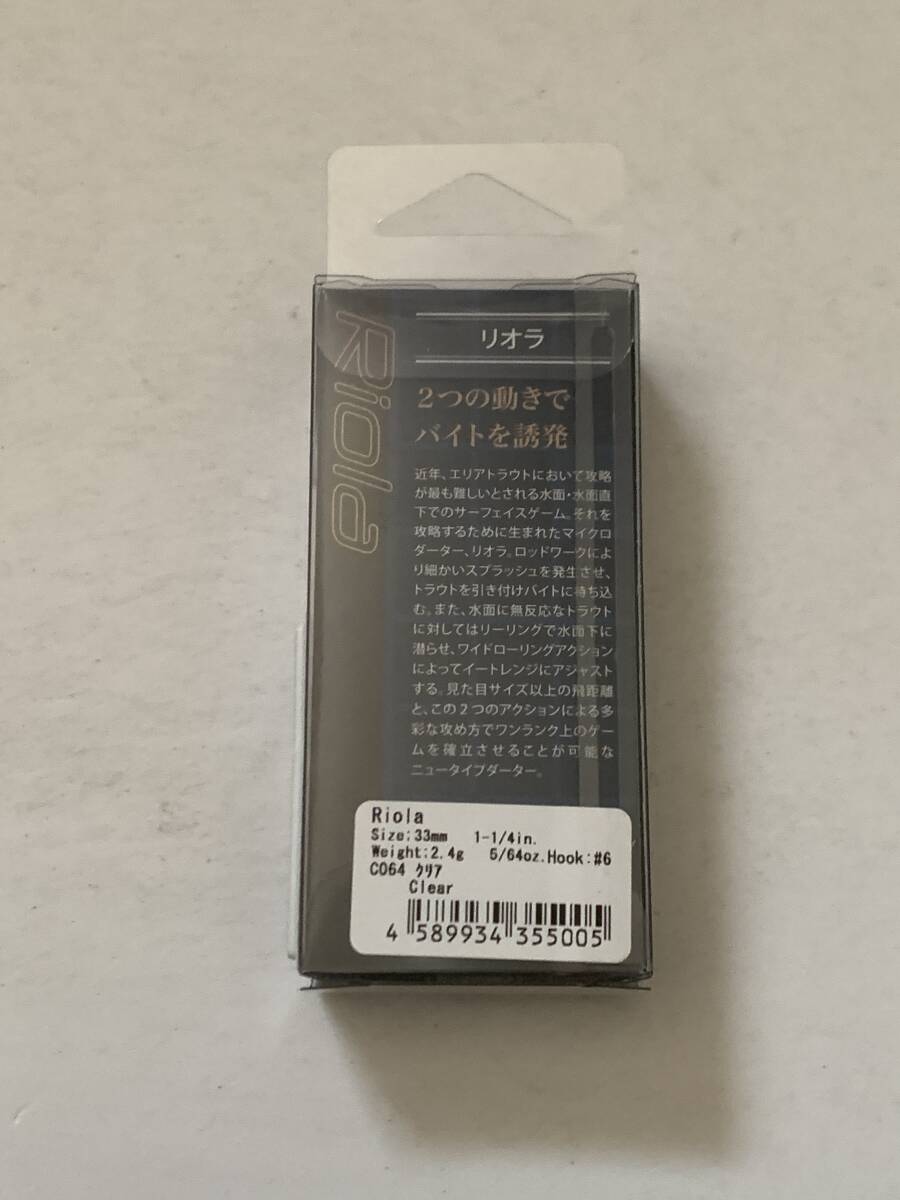 Riola
リオラ
2つの動きで
バイトを誘発
近年、エリアトラウトにおいて攻略
が最も難しいとされる水面・水面直
下でのサーフェイスゲーム。それを
攻略するために生まれたマイクロ
ダーター、リオラ。ロッドワークによ
り細かいスプラッシュを発生させ、
トラウトを引き付けバイトに持ち込
む。また、水面に無反応なトラウト
に対してはリーリングで水面下に
潜らせ、ワイドローリングアクション
によってイートレンジにアジャスト
する。見た目サイズ以上の飛距離
と、この2つのアクションによる多
彩な攻め方でワンランク上のゲー
ムを確立させることが可能な
ニュータイプダーター。
Riola
Size:33mm 1-1/4in.
Weight:2.4g 5/64oz.Hook:#6
C064 クリア
Clear
4 589934 355005